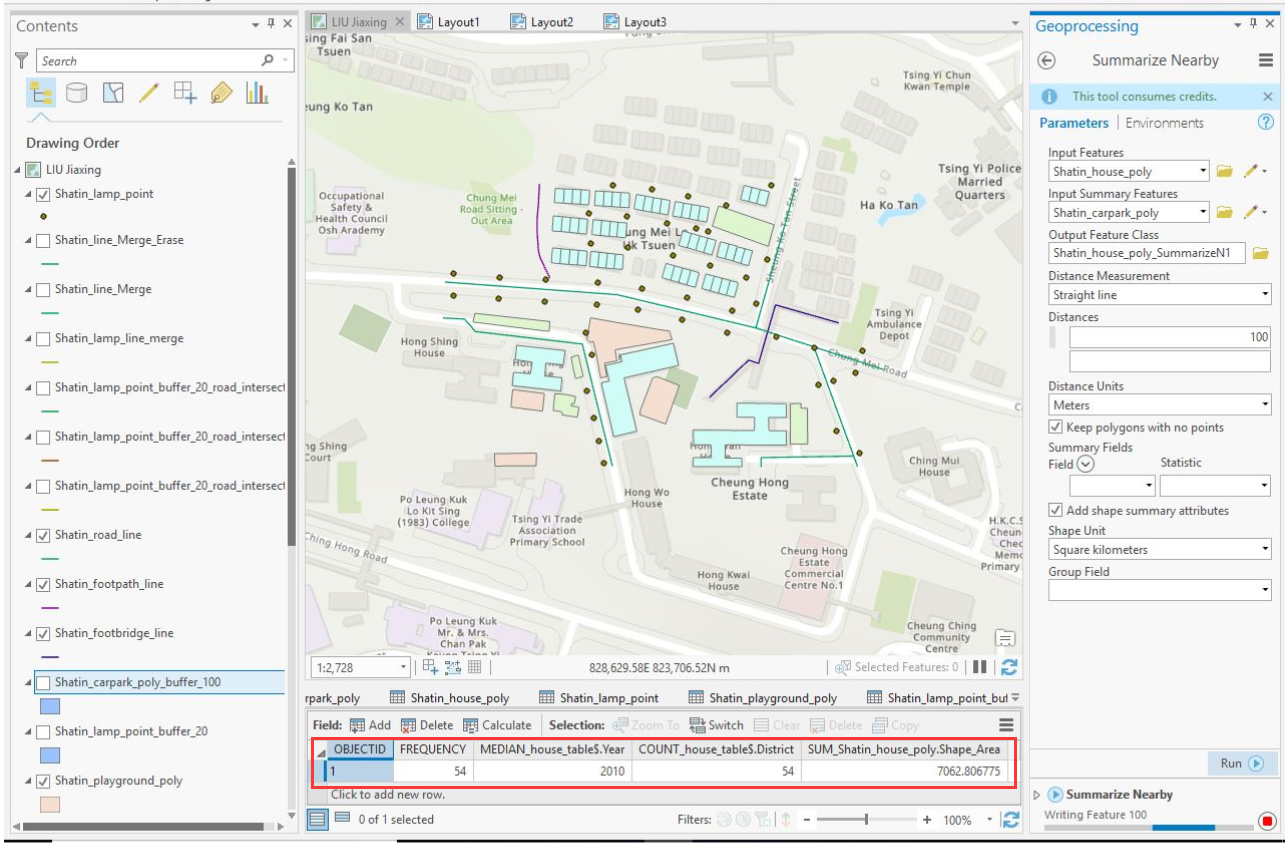 Contents
Search
Drawing Order
LIU Jiaxing
Shatin_lamp_point
Shatin_line_Merge_Erase
Shatin_line_Merge
Shatin_lamp_line_merge
Shatin_lamp_point_buffer_20_road_intersect
Shatin_lamp_point_buffer_20_road_intersect
Shatin_lamp_point_buffer_20_road_intersect
Shatin_road_line
Shatin_footpath_line
Shatin_footbridge_line
Shatin_carpark_poly_buffer_100
Shatin_lamp_point_buffer_20
Shatin_playground_poly
LIU Jiaxing Layout1 Layout2 Layout3
sing Fai San
Tsuen
Tsing Yi Chun
Kwan Temple
eung Ko Tan
Tsing Yi Police
Married
Quarters
Occupational
Safety &
Health Council
Osh Arademy
Chung Mei
Road Sitting -
Out Area
Ha Ko Tan
Sheung Ko Tan Street
ung Mei L
uk Tsuen
Tsing Yi
Ambulance
Depot
Hong Shing
House
Chung Mei Road
ng Shing
Court
Ching Mui
House
Cheung Hong
Estate
Hong Wo
House
Po Leung Kuk
Lo Kit Sing
(1983) College
Tsing Yi Trade
Association
Primary School
H.K.C.S
Cheun
Chec
Memo
Primary
Ching Hong Road
Cheung Hong
Estate
Commercial
Centre No.1
Hong Kwai
House
Po Leung Kuk
Mr. & Mrs.
Chan Pak
Keung Tsing Yi
Cheung Ching
Community
Centre
1:2,728 828,629.58E 823,706.52N m Selected Features: 0
rpark_poly Shatin_house_poly Shatin_lamp_point Shatin_playground_poly Shatin_lamp_point_buf
Field: Add Delete Calculate Selection: Zoom To Switch Clear Delete Copy
OBJECTID FREQUENCY MEDIAN_house_table$.Year COUNT_house_table$.District SUM_Shatin_house_poly.Shape_Area
1 54 2010 54 7062.806775
Click to add new row.
0 of 1 selected Filters: - + 100%
Geoprocessing
Summarize Nearby
This tool consumes credits.
Parameters | Environments
Input Features
Shatin_house_poly
Input Summary Features
Shatin_carpark_poly
Output Feature Class
Shatin_house_poly_SummarizeN1
Distance Measurement
Straight line
Distances
100
Distance Units
Meters
Keep polygons with no points
Summary Fields
Field Statistic
Add shape summary attributes
Shape Unit
Square kilometers
Group Field
Run
Summarize Nearby
Writing Feature 100